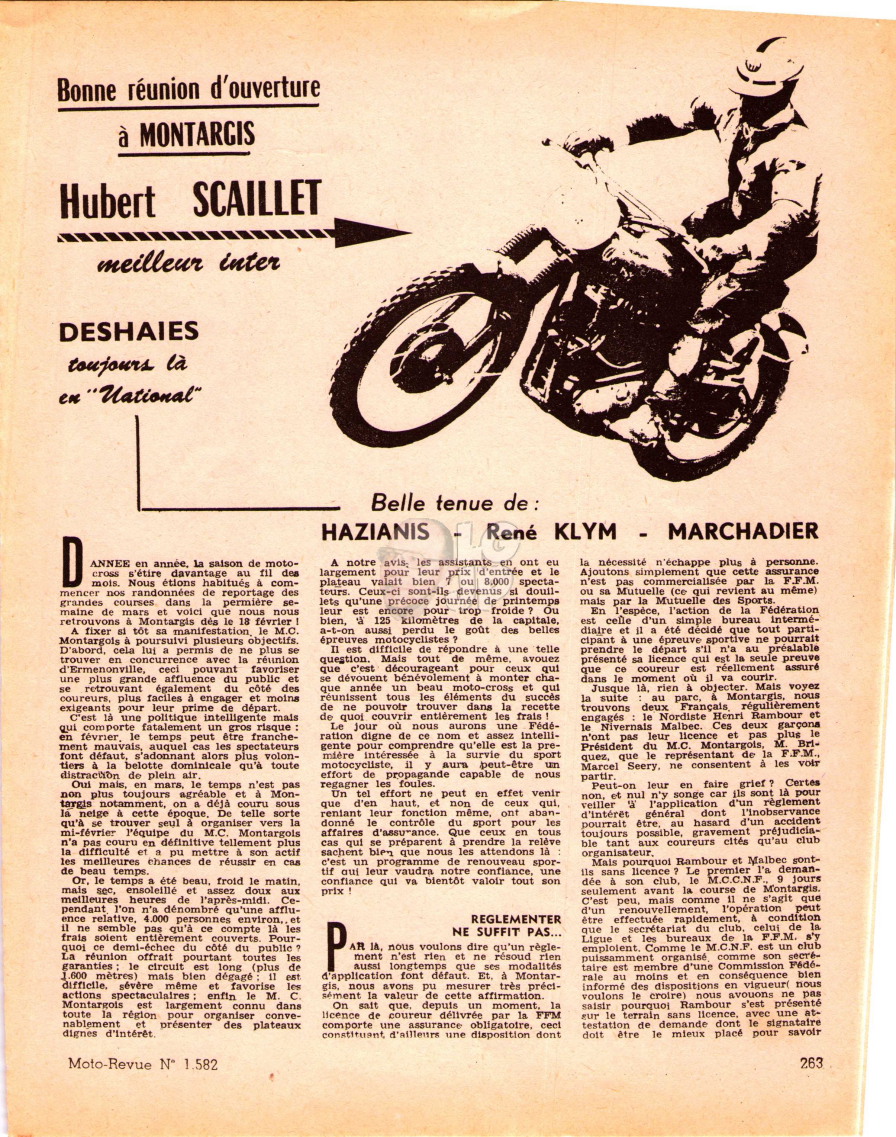 Bonne réunion d'ouverture
à MONTARGIS
Hubert SCAILLET
meilleur inter
DESHAIES
toujours là
en "National"
Belle tenue de :
HAZIANIS - René KLYM - MARCHADIER
DANNEE en année, la saison de moto-
cross s'étire davantage au fil des
mois. Nous étions habitués à com-
mencer nos randonnées de reportage des
grandes courses dans la permière se-
maine de mars et voici que nous nous
retrouvons à Montargis dès le 18 février !
A fixer si tôt sa manifestation, le M.C.
Montargois à poursuivi plusieurs objectifs.
D'abord, cela lui a permis de ne plus se
trouver en concurrence avec la réunion
d'Ermenonville, ceci pouvant favoriser
une plus grande affluence du public et
se retrouvant également du côté des
coureurs, plus faciles à engager et moins
exigeants pour leur prime de départ.
C'est là une politique intelligente mais
qui comporte fatalement un gros risque :
en février, le temps peut être franche-
ment mauvais, auquel cas les spectateurs
font défaut, s'adonnant alors plus volon-
tiers à la belotte dominicale qu'à toute
distraction de plein air.
Oui mais, en mars, le temps n'est pas
non plus toujours agréable et à Mon-
targis notamment, on a déjà couru sous
la neige à cette époque. De telle sorte
qu'à se trouver seul à organiser vers la
mi-février l'équipe du M.C. Montargois
n'a pas couru en définitive tellement plus
la difficulté et a pu mettre à son actif
les meilleures chances de réussir en cas
de beau temps.
Or, le temps a été beau, froid le matin,
mais sec, ensoleillé et assez doux aux
meilleures heures de l'après-midi. Ce-
pendant l'on n'a dénombré qu'une afflu-
ence relative, 4.000 personnes environ, et
il ne semble pas qu'à ce compte là les
frais soient entièrement couverts. Pour-
quoi ce demi-échec du côté du public ?
La réunion offrait pourtant toutes les
garanties ; le circuit est long (plus de
1.600 mètres) mais bien dégagé ; il est
difficile, sévère même et favorise les
actions spectaculaires ; enfin le M. C.
Montargois est largement connu dans
toute la région pour organiser conve-
nablement et présenter des plateaux
dignes d'intérêt.
A notre avis, les assistants en ont eu
largement pour leur prix d'entrée et le
plateau valait bien 7 ou 8.000 specta-
teurs. Ceux-ci sont-ils devenus si douil-
lets qu'une précoce journée de printemps
leur est encore pour trop froide ? Ou
bien, à 125 kilomètres de la capitale,
a-t-on aussi perdu le goût des belles
épreuves motocyclistes ?
Il est difficile de répondre à une telle
question. Mais tout de même, avouez
que c'est décourageant pour ceux qui
se dévouent bénévolement à monter cha-
que année un beau moto-cross et qui
réunissent tous les éléments du succès
de ne pouvoir trouver dans la recette
de quoi couvrir entièrement les frais !
Le jour où nous aurons une Fédé-
ration digne de ce nom et assez intelli-
gente pour comprendre qu'elle est la pre-
mière intéressée à la survie du sport
motocycliste, il y aura peut-être un
effort de propagande capable de nous
regagner les foules.
Un tel effort ne peut en effet venir
que d'en haut, et non de ceux qui,
reniant leur fonction même, ont aban-
donné le contrôle du sport pour les
affaires d'assurance. Que ceux en tous
cas qui se préparent à prendre la relève
sachent bien que nous les attendons là :
c'est un programme de renouveau spor-
tif qui leur vaudra notre confiance, une
confiance qui va bientôt valoir tout son
prix !
REGLEMENTER
NE SUFFIT PAS...
PAR LA, nous voulons dire qu'un règle-
ment n'est rien et ne résoud rien
aussi longtemps que ses modalités
d'application font défaut. Et, à Montar-
gis, nous avons pu mesurer très préci-
sément la valeur de cette affirmation.
On sait que, depuis un moment, la
licence de coureur délivrée par la FFM
comporte une assurance obligatoire, ceci
constituant d'ailleurs une disposition dont
la nécessité n'échappe plus à personne.
Ajoutons simplement que cette assurance
n'est pas commercialisée par la F.F.M.
ou sa Mutuelle (ce qui revient au même)
mais par la Mutuelle des Sports.
En l'espèce, l'action de la Fédération
est celle d'un simple bureau intermé-
diaire et il a été décidé que tout parti-
cipant à une épreuve sportive ne pourrait
prendre le départ s'il n'a au préalable
présenté sa licence qui est la seule preuve
que ce coureur est réellement assuré
dans le moment où il va courir.
Jusque là, rien à objecter. Mais voyez
la suite : au parc, à Montargis, nous
trouvons deux Français régulièrement
engagés : le Nordiste Henri Rambour et
le Nivernais Malbec. Ces deux garçons
n'ont pas leur licence et pas plus le
Président du M.C. Montargois, M. Bri-
quez, que le représentant de la F.F.M.,
Marcel Seery, ne consentent à les voir
partir.
Peut-on leur en faire grief ? Certes
non, et nul n'y songe car ils sont là pour
veiller à l'application d'un règlement
d'intérêt général dont l'inobservance
pourrait être, au hasard d'un accident
toujours possible, gravement préjudicia-
ble tant aux coureurs cités qu'au club
organisateur.
Mais pourquoi Rambour et Malbec sont-
ils sans licence ? Le premier l'a deman-
dée à son club, le M.C.C.N.F., 9 jours
seulement avant la course de Montargis.
C'est peu, mais comme il ne s'agit que
d'un renouvellement, l'opération peut
être effectuée rapidement, à condition
que le secrétariat du club, celui de la
Ligue et les bureaux de la F.F.M. s'y
emploient. Comme le M.C.N.F. est un club
puissamment organisé, comme son secré-
taire est membre d'une Commission Fédé-
rale au moins et en conséquence bien
informé des dispositions en vigueur( nous
voulons le croire) nous avouons ne pas
saisir pourquoi Rambour s'est présenté
sur le terrain sans licence, avec une at-
testation de demande dont le signataire
doit être le mieux placé pour savoir
Moto-Revue N° 1.582
263